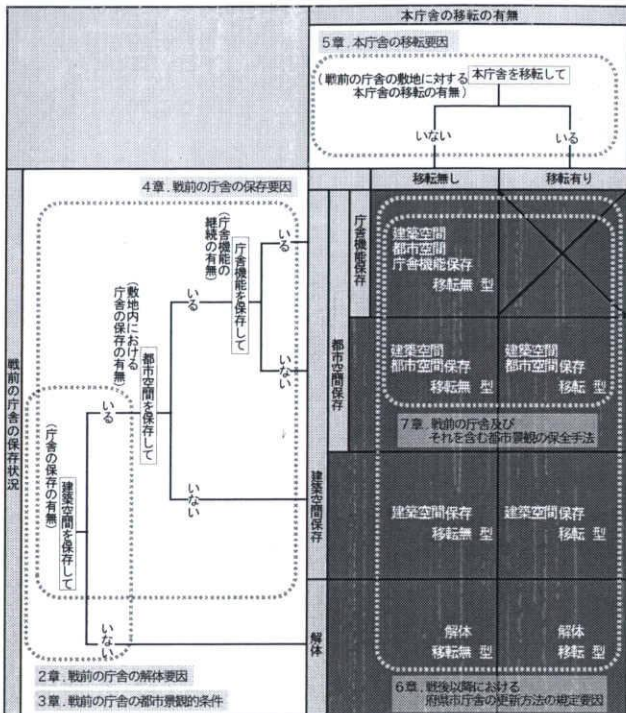 本庁舎の移転の有無
5章.本庁舎の移転要因
(戦前の庁舎の敷地に対する
本庁舎の移転の有無)
本庁舎を移転して
いない
いる
移転無し
移転有り
戦前の庁舎の保存状況
4章.戦前の庁舎の保存要因
(庁舎の保存の有無)
建築空間を保存して
いる
いない
(敷地内における
庁舎の保存の有無)
都市空間を保存して
いる
いない
(庁舎機能の
継続の有無)
庁舎機能を保存して
いる
いない
2章.戦前の庁舎の解体要因
3章.戦前の庁舎の都市景観的条件
庁舎機能保存
都市空間保存
建築空間保存
解体
建築空間
都市空間
庁舎機能保存
移転無 型
建築空間
都市空間保存
移転無 型
建築空間
都市空間保存
移転 型
7章.戦前の庁舎及び
それを含む都市景観の保全手法
建築空間保存
移転無 型
建築空間保存
移転 型
解体
移転無 型
解体
移転 型
6章.戦後以降における
府県市庁舎の更新方法の規定要因